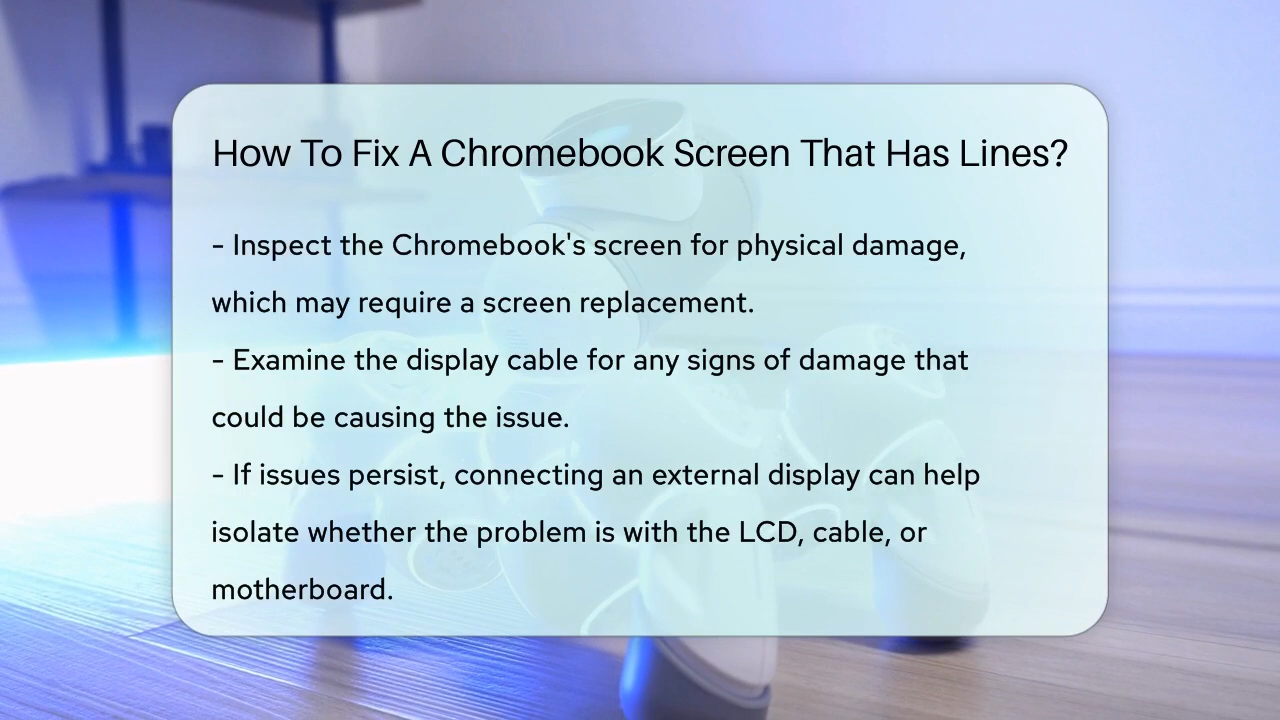 How To Fix A Chromebook Screen That Has Lines?
- Inspect the Chromebook's screen for physical damage,
which may require a screen replacement.
- Examine the display cable for any signs of damage that
could be causing the issue.
- If issues persist, connecting an external display can help
isolate whether the problem is with the LCD, cable, or
motherboard.